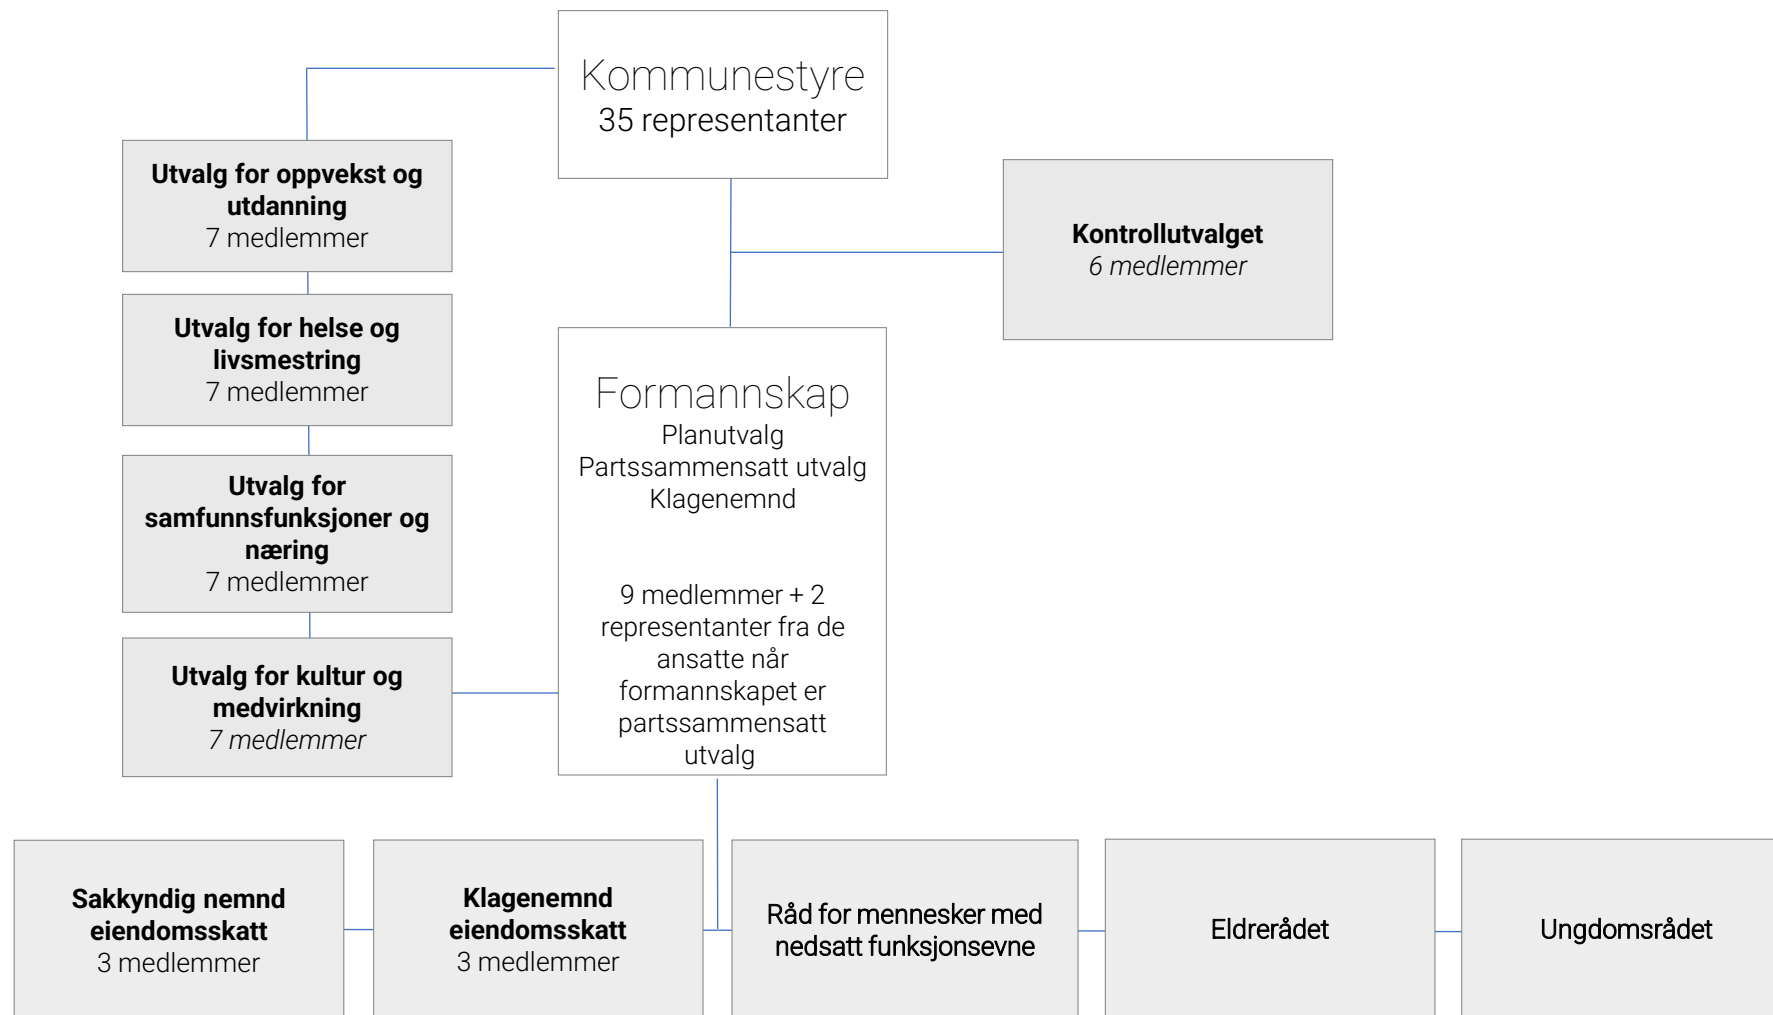 Kommunestyre
35 representanter
Utvalg for oppvekst og
utdanning
7 medlemmer
Kontrollutvalget
6 medlemmer
Utvalg for helse og
livsmestring
7 medlemmer
Formannskap
Planutvalg
Partssammensatt utvalg
Klagenemnd
9 medlemmer + 2
representanter fra de
ansatte når
formannskapet er
partssammensatt
utvalg
Utvalg for
samfunnsfunksjoner og
næring
7 medlemmer
Utvalg for kultur og
medvirkning
7 medlemmer
Sakkyndig nemnd
eiendomsskatt
3 medlemmer
Klagenemnd
eiendomsskatt
3 medlemmer
Råd for mennesker med
nedsatt funksjonsevne
Eldrerådet
Ungdomsrådet